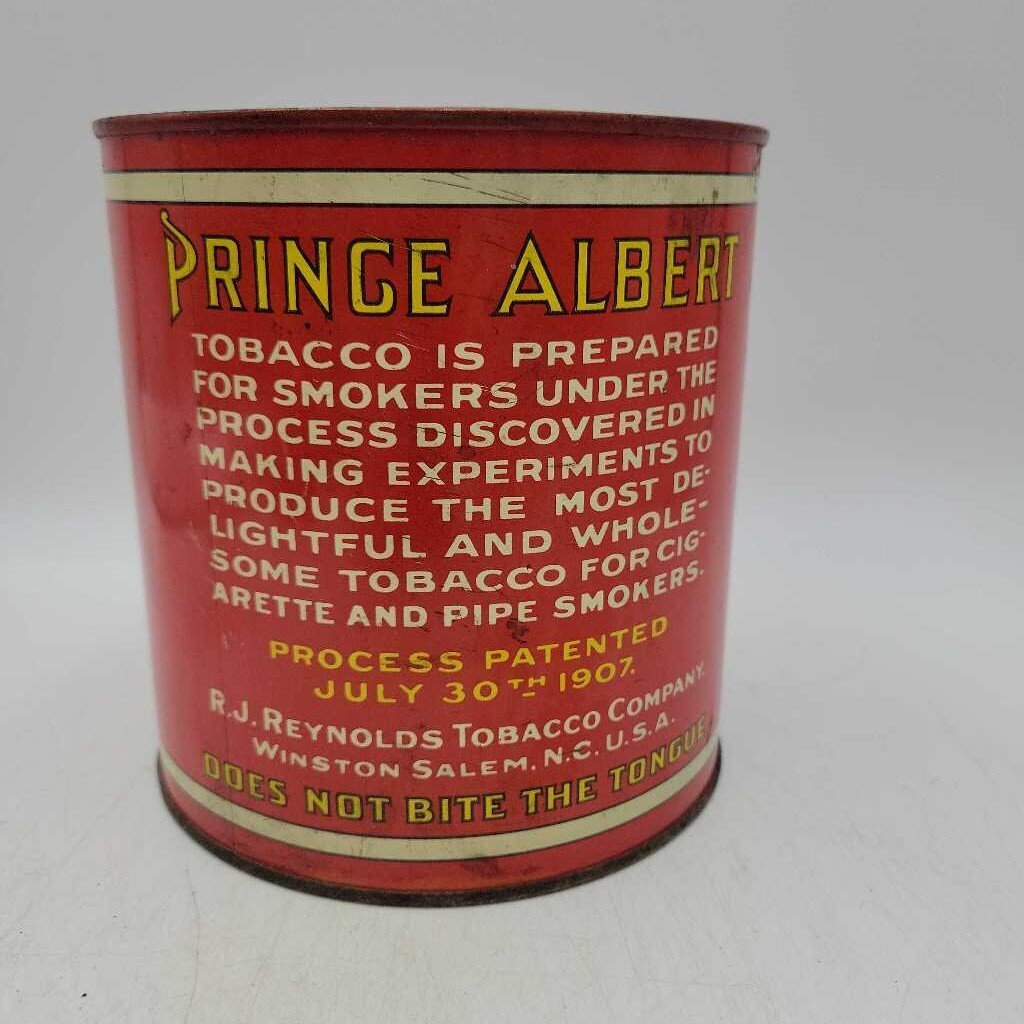 PRINCE ALBERT
TOBACCO IS PREPARED
FOR SMOKERS UNDER THE
PROCESS DISCOVERED IN
MAKING EXPERIMENTS TO
PRODUCE THE MOST DE-
LIGHTFUL AND WHOLE-
SOME TOBACCO FOR CIG-
ARETTE AND PIPE SMOKERS.
PROCESS PATENTED
JULY 30TH 1907.
R.J. REYNOLDS TOBACCO COMPANY.
WINSTON SALEM, N.C. U.S.A.
DOES NOT BITE THE TONGUE